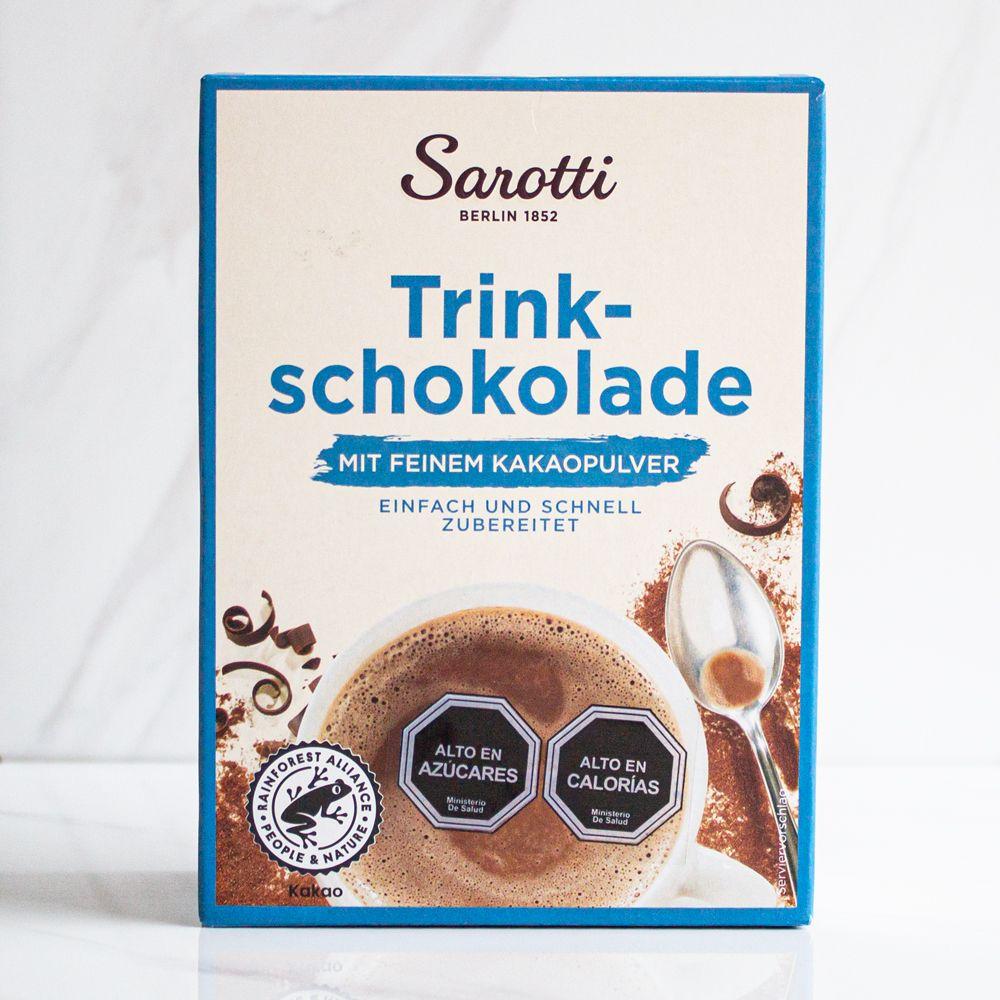 Sarotti
BERLIN 1852
Trink-
schokolade
MIT FEINEM KAKAOPULVER
EINFACH UND SCHNELL
ZUBEREITET
ALTO EN
AZÚCARES
Ministerio
De Salud
ALTO EN
CALORÍAS
Ministerio
De Salud
RAINFOREST ALLIANCE
PEOPLE & NATURE
Kakao
Serviervorschlag